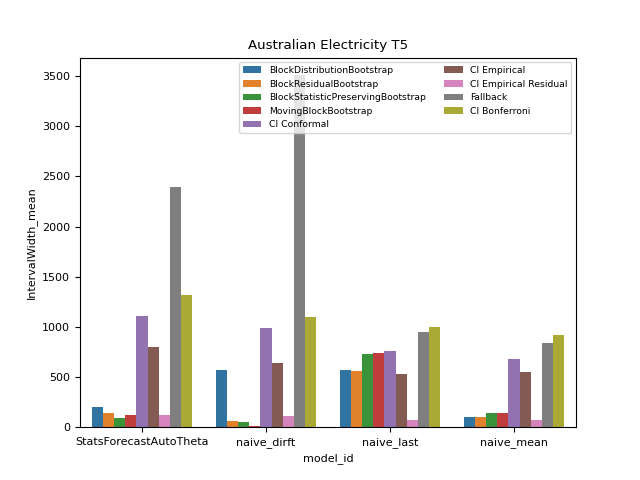 Australian Electricity T5
BlockDistributionBootstrap
BlockResidualBootstrap
BlockStatisticPreservingBootstrap
MovingBlockBootstrap
CI Conformal
CI Empirical
CI Empirical Residual
Fallback
CI Bonferroni
IntervalWidth_mean
3500
3000
2500
2000
1500
1000
500
0
StatsForecastAutoTheta
naive_dirft
naive_last
naive_mean
model_id